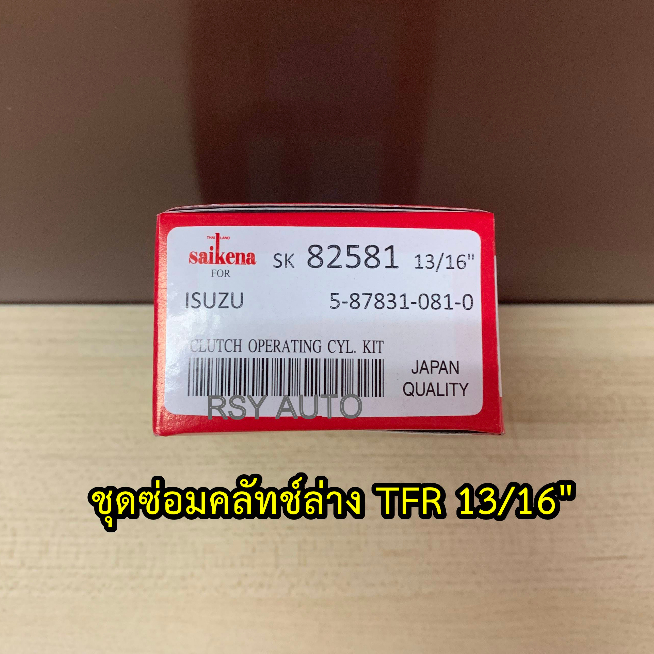 THAILAND
saikena
FOR
SK 82581 13/16"
ISUZU 5-87831-081-0
CLUTCH OPERATING CYL. KIT
JAPAN
QUALITY
RSY AUTO
ชุดซ่อมคลัทช์ล่าง TFR 13/16"